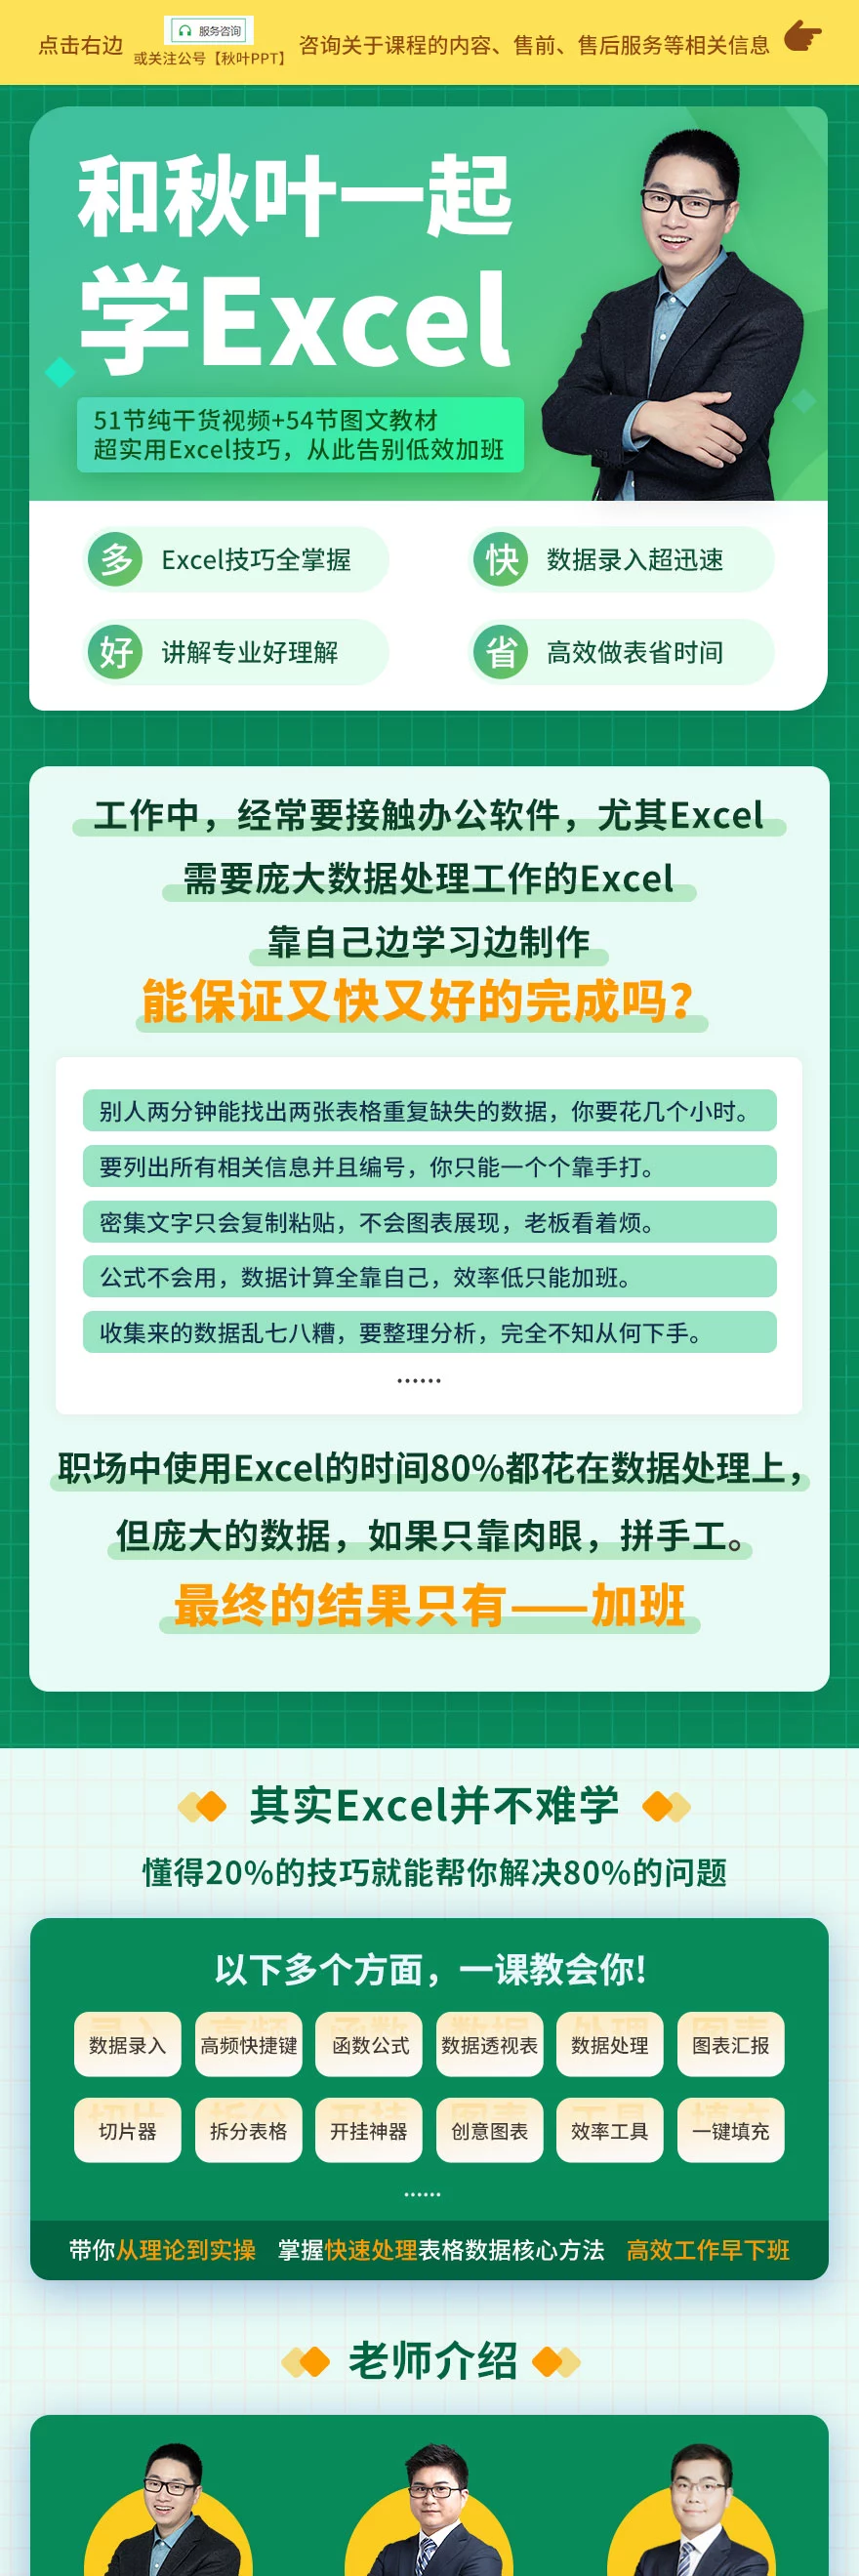 点击右边
服务咨询
或关注公号【秋叶PPT】
咨询关于课程的内容、售前、售后服务等相关信息
和秋叶一起
学Excel
51节纯干货视频+54节图文教材
超实用Excel技巧，从此告别低效加班
多 Excel技巧全掌握
快 数据录入超迅速
好 讲解专业好理解
省 高效做表省时间
工作中，经常要接触办公软件，尤其Excel
需要庞大数据处理工作的Excel
靠自己边学习边制作
能保证又快又好的完成吗？
别人两分钟能找出两张表格重复缺失的数据，你要花几个小时。
要列出所有相关信息并且编号，你只能一个个靠手打。
密集文字只会复制粘贴，不会图表展现，老板看着烦。
公式不会用，数据计算全靠自己，效率低只能加班。
收集来的数据乱七八糟，要整理分析，完全不知从何下手。
......
职场中使用Excel的时间80%都花在数据处理上，
但庞大的数据，如果只靠肉眼，拼手工。
最终的结果只有——加班
其实Excel并不难学
懂得20%的技巧就能帮你解决80%的问题
以下多个方面，一课教会你!
数据录入 高频快捷键 函数公式 数据透视表 数据处理 图表汇报
切片器 拆分表格 开挂神器 创意图表 效率工具 一键填充
......
带你从理论到实操 掌握快速处理表格数据核心方法 高效工作早下班
老师介绍